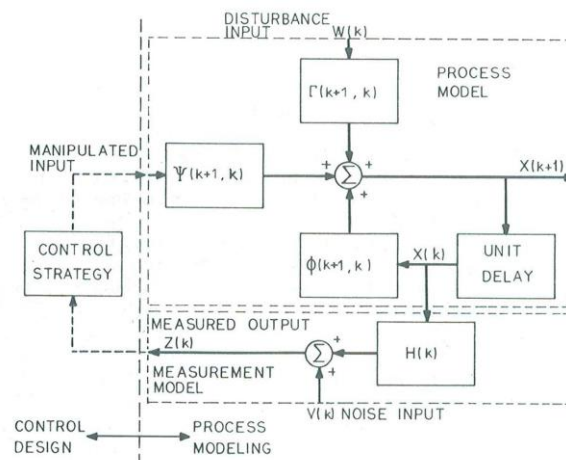 DISTURBANCE
INPUT
W(k)
Γ(k+1, k)
PROCESS
MODEL
MANIPULATED
INPUT
Ψ(k+1, k)
+
+
+
Σ
X(k+1)
CONTROL
STRATEGY
ϕ(k+1, k)
X(k)
UNIT
DELAY
MEASURED OUTPUT
Z(k)
+
Σ
+
H(k)
MEASUREMENT
MODEL
V(k) NOISE INPUT
CONTROL
DESIGN
PROCESS
MODELING